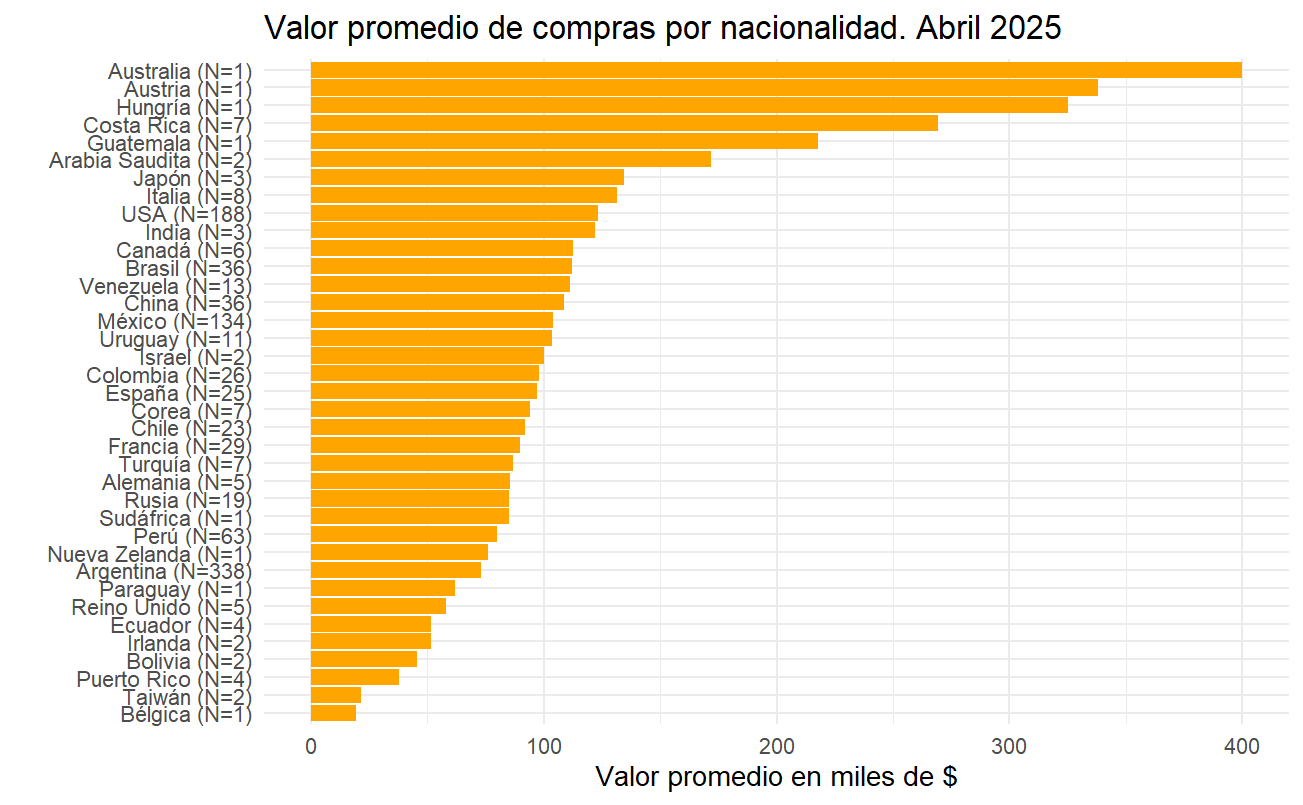 Valor promedio de compras por nacionalidad. Abril 2025
Australia (N=1)
Austria (N=1)
Hungría (N=1)
Costa Rica (N=7)
Guatemala (N=1)
Arabia Saudita (N=2)
Japón (N=3)
Italia (N=8)
USA (N=188)
India (N=3)
Canadá (N=6)
Brasil (N=36)
Venezuela (N=13)
China (N=36)
México (N=134)
Uruguay (N=11)
Israel (N=2)
Colombia (N=26)
España (N=25)
Corea (N=7)
Chile (N=23)
Francia (N=29)
Turquía (N=7)
Alemania (N=5)
Rusia (N=19)
Sudáfrica (N=1)
Perú (N=63)
Nueva Zelanda (N=1)
Argentina (N=338)
Paraguay (N=1)
Reino Unido (N=5)
Ecuador (N=4)
Irlanda (N=2)
Bolivia (N=2)
Puerto Rico (N=4)
Taiwán (N=2)
Bélgica (N=1)
0 100 200 300 400
Valor promedio en miles de $